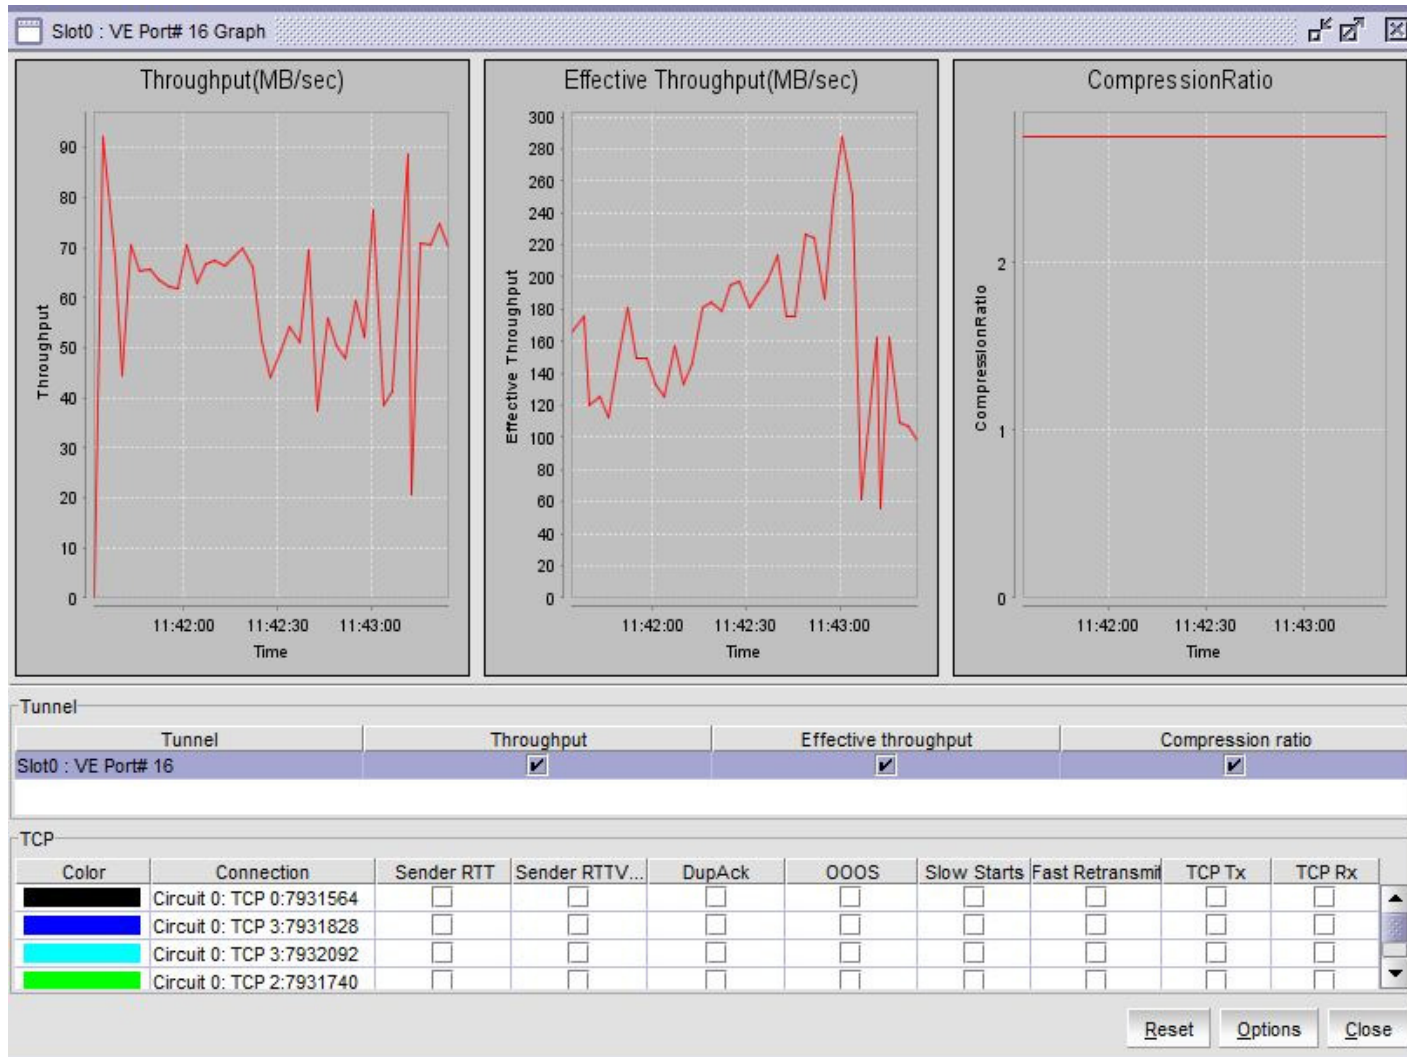 Slot0 : VE Port# 16 Graph
Throughput(MB/sec)
90
80
70
60
50
40
30
20
10
0
Throughput
11:42:00 11:42:30 11:43:00
Time
Effective Throughput(MB/sec)
300
280
260
240
220
200
180
160
140
120
100
80
60
40
20
0
Effective Throughput
11:42:00 11:42:30 11:43:00
Time
CompressionRatio
2
1
0
CompressionRatio
11:42:00 11:42:30 11:43:00
Time
Tunnel
Tunnel Throughput Effective throughput Compression ratio
Slot0 : VE Port# 16
TCP
Color Connection Sender RTT Sender RTTV... DupAck OOOS Slow Starts Fast Retransmit TCP Tx TCP Rx
Circuit 0: TCP 0:7931564
Circuit 0: TCP 3:7931828
Circuit 0: TCP 3:7932092
Circuit 0: TCP 2:7931740
Reset Options Close